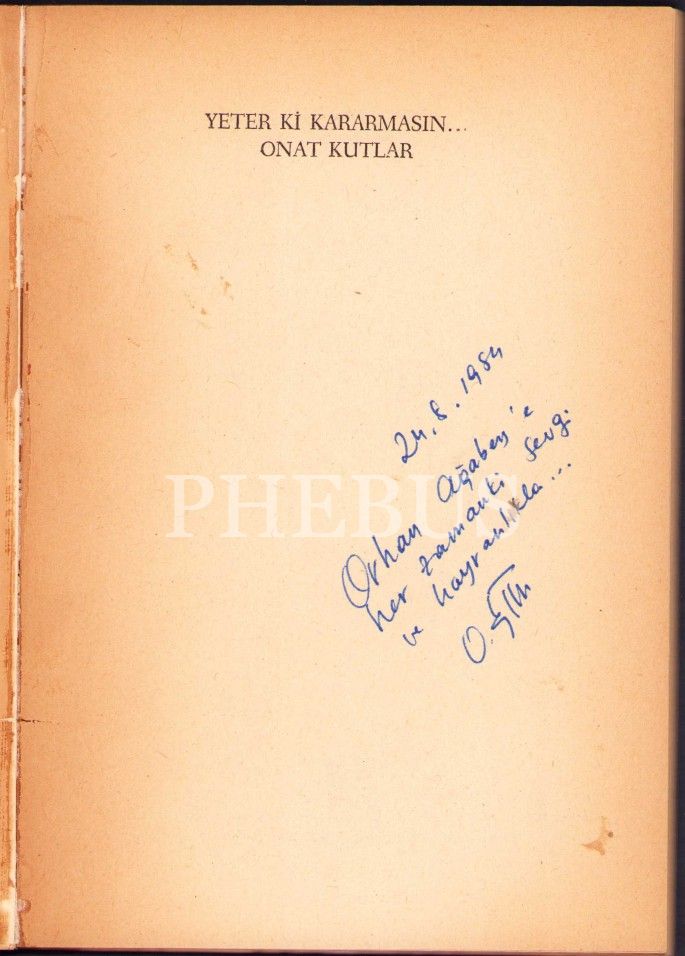 YETER Kİ KARARMASIN...
ONAT KUTLAR
24.8.1984
Orhan Ağabey'e
her zamanki sevgi
ve hayranlıkla...
PHEBUS